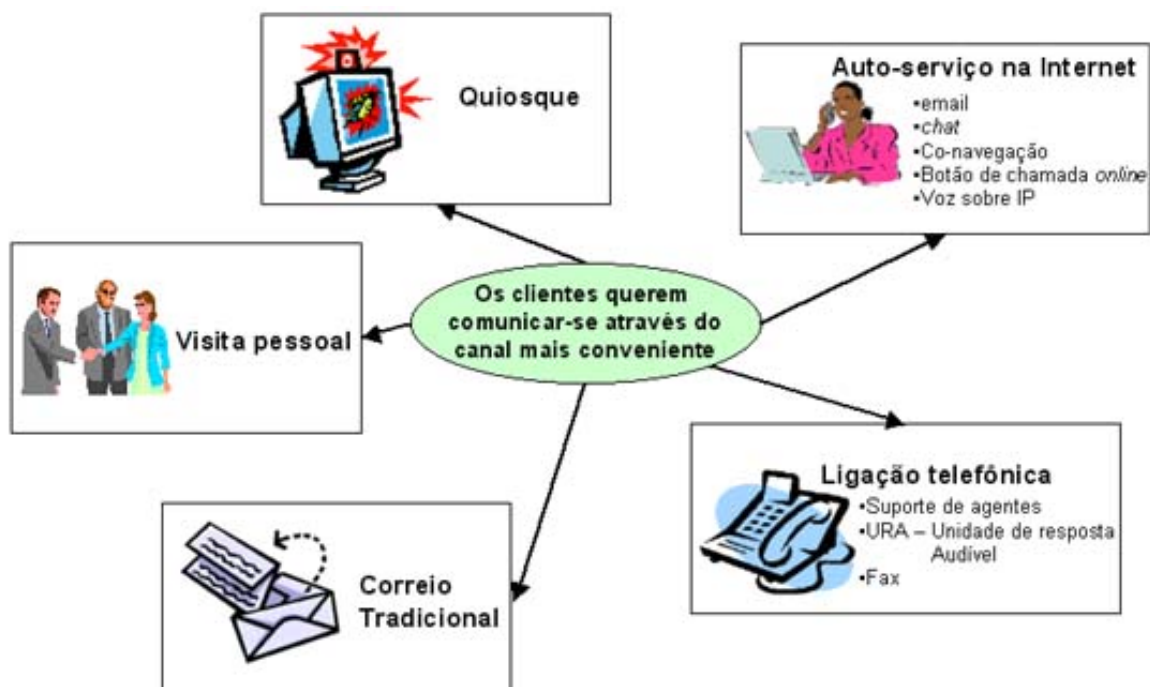 Quiosque
Auto-serviço na Internet
•email
•chat
•Co-navegação
•Botão de chamada online
•Voz sobre IP
Os clientes querem
comunicar-se através do
canal mais conveniente
Visita pessoal
Ligação telefônica
•Suporte de agentes
•URA – Unidade de resposta
Audível
•Fax
Correio
Tradicional